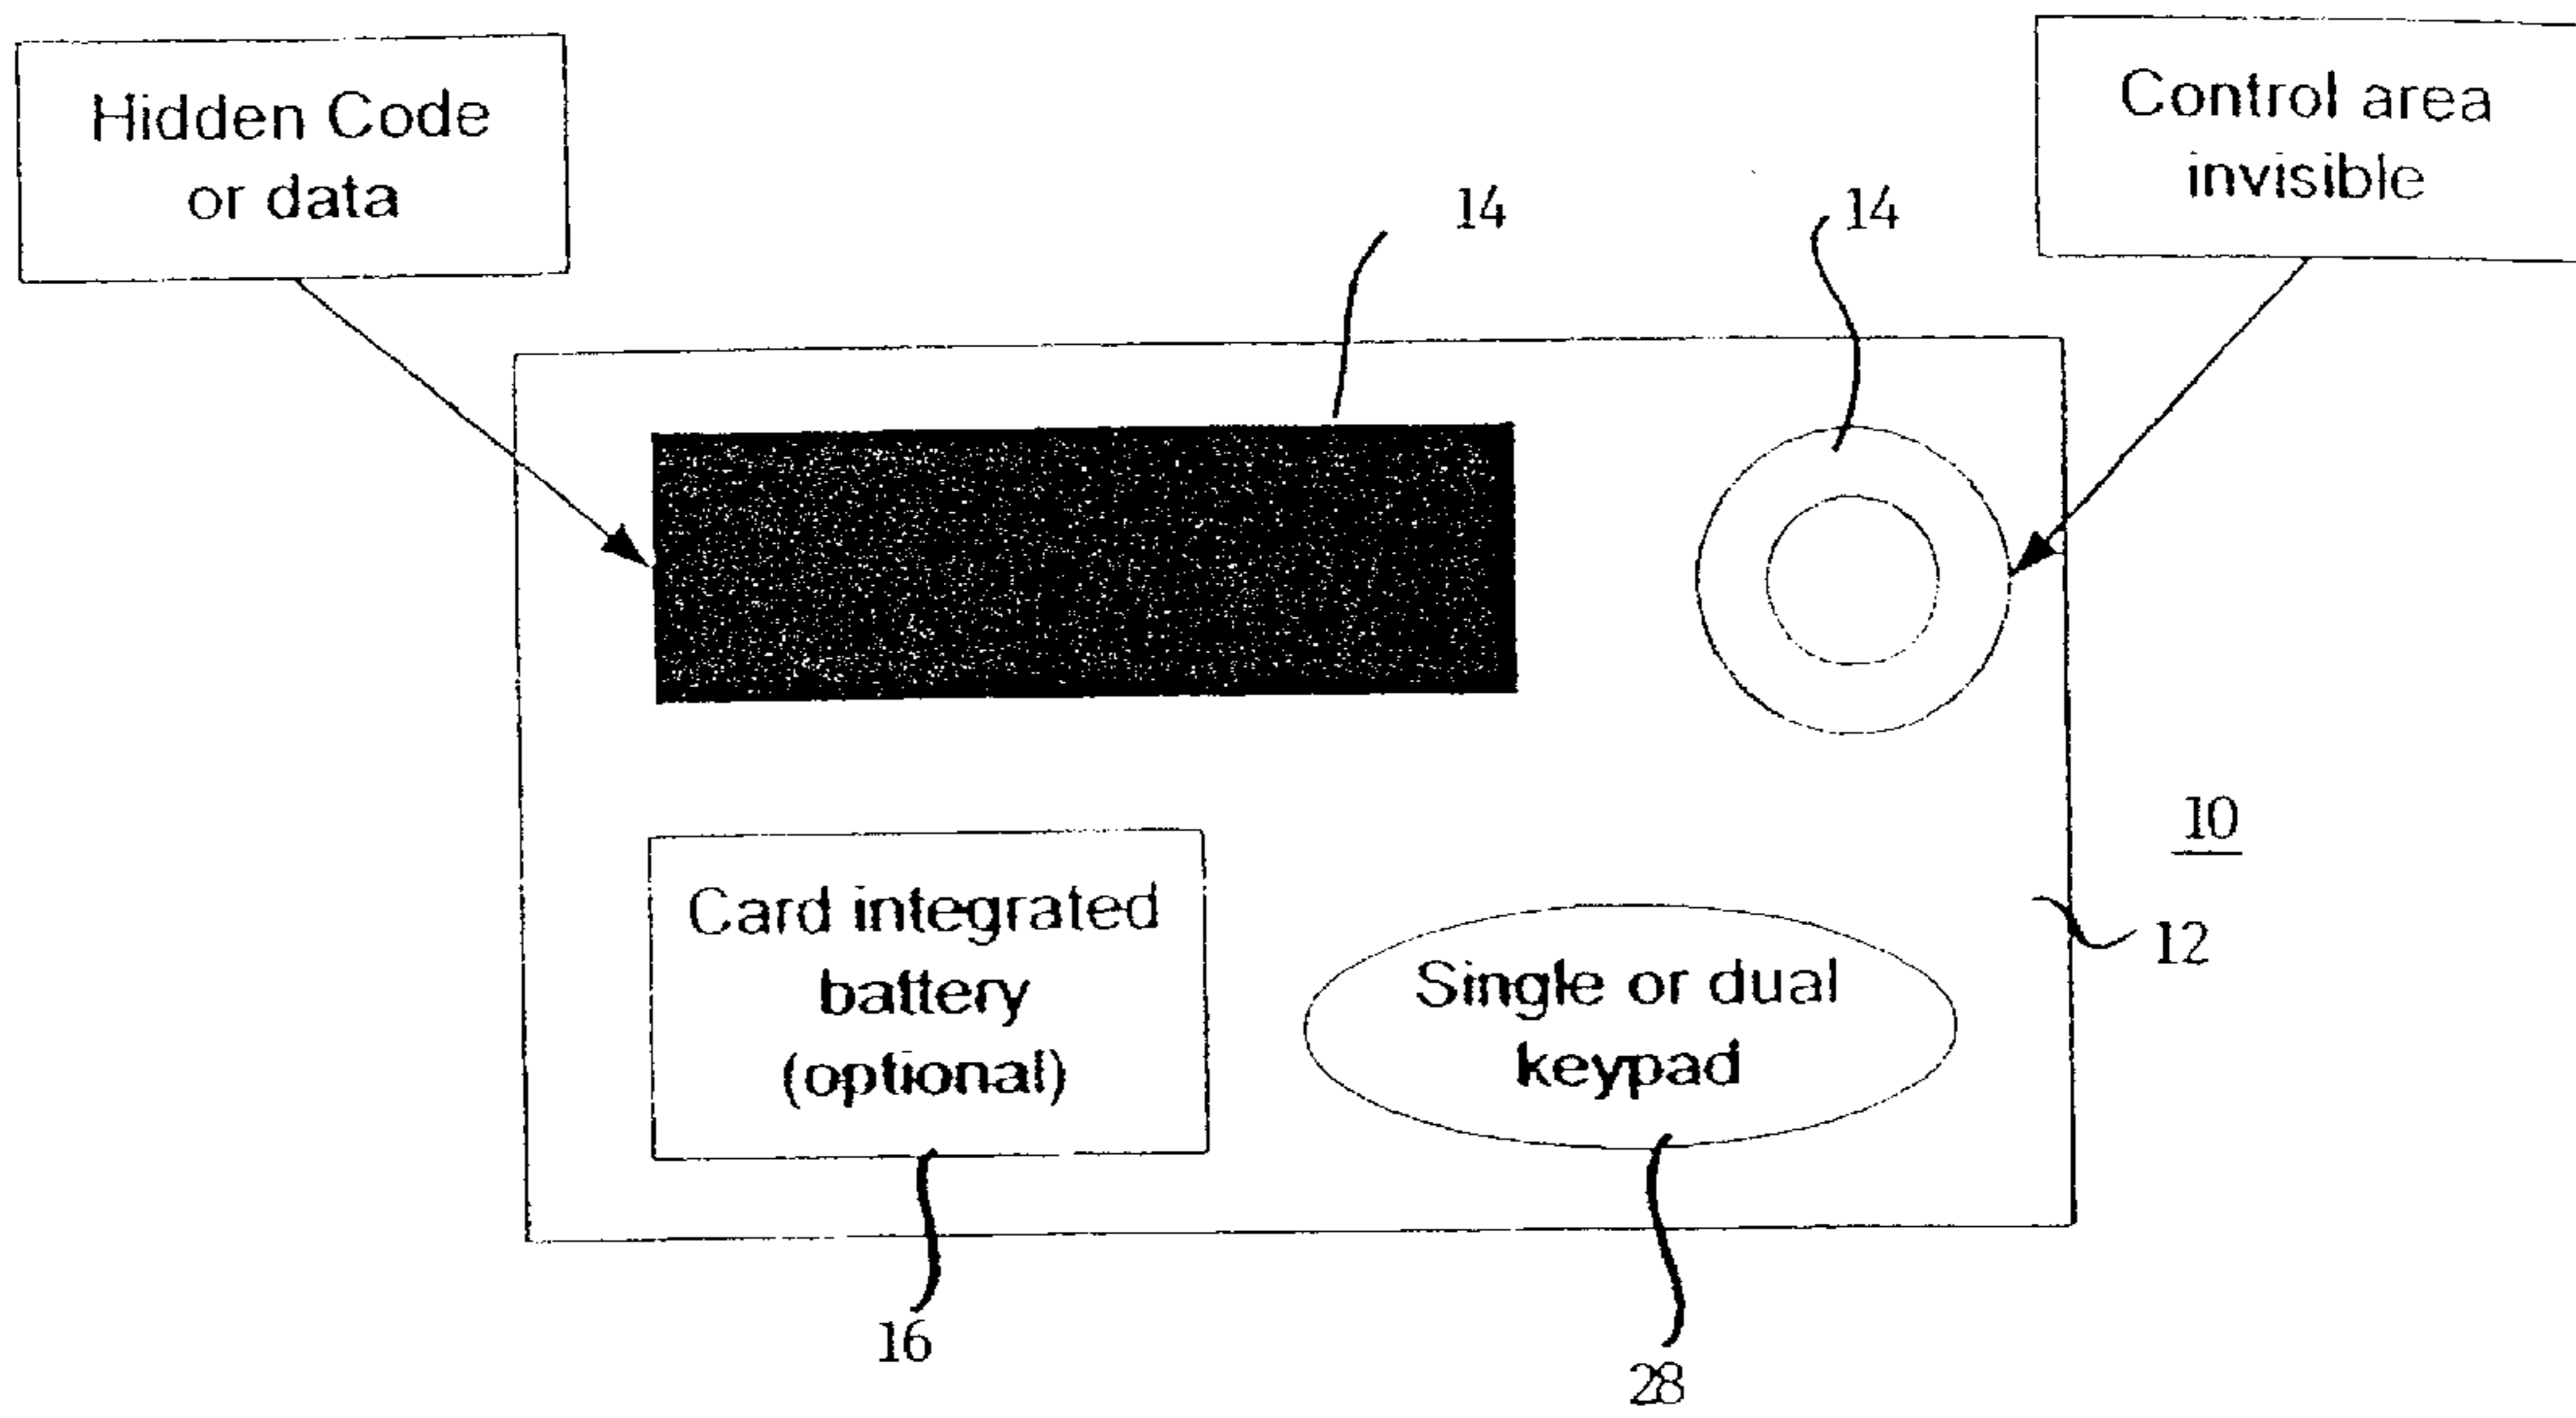 Hidden Code
or data
Control area
invisible
14
14
10
12
Card integrated
battery
(optional)
Single or dual
keypad
16
28